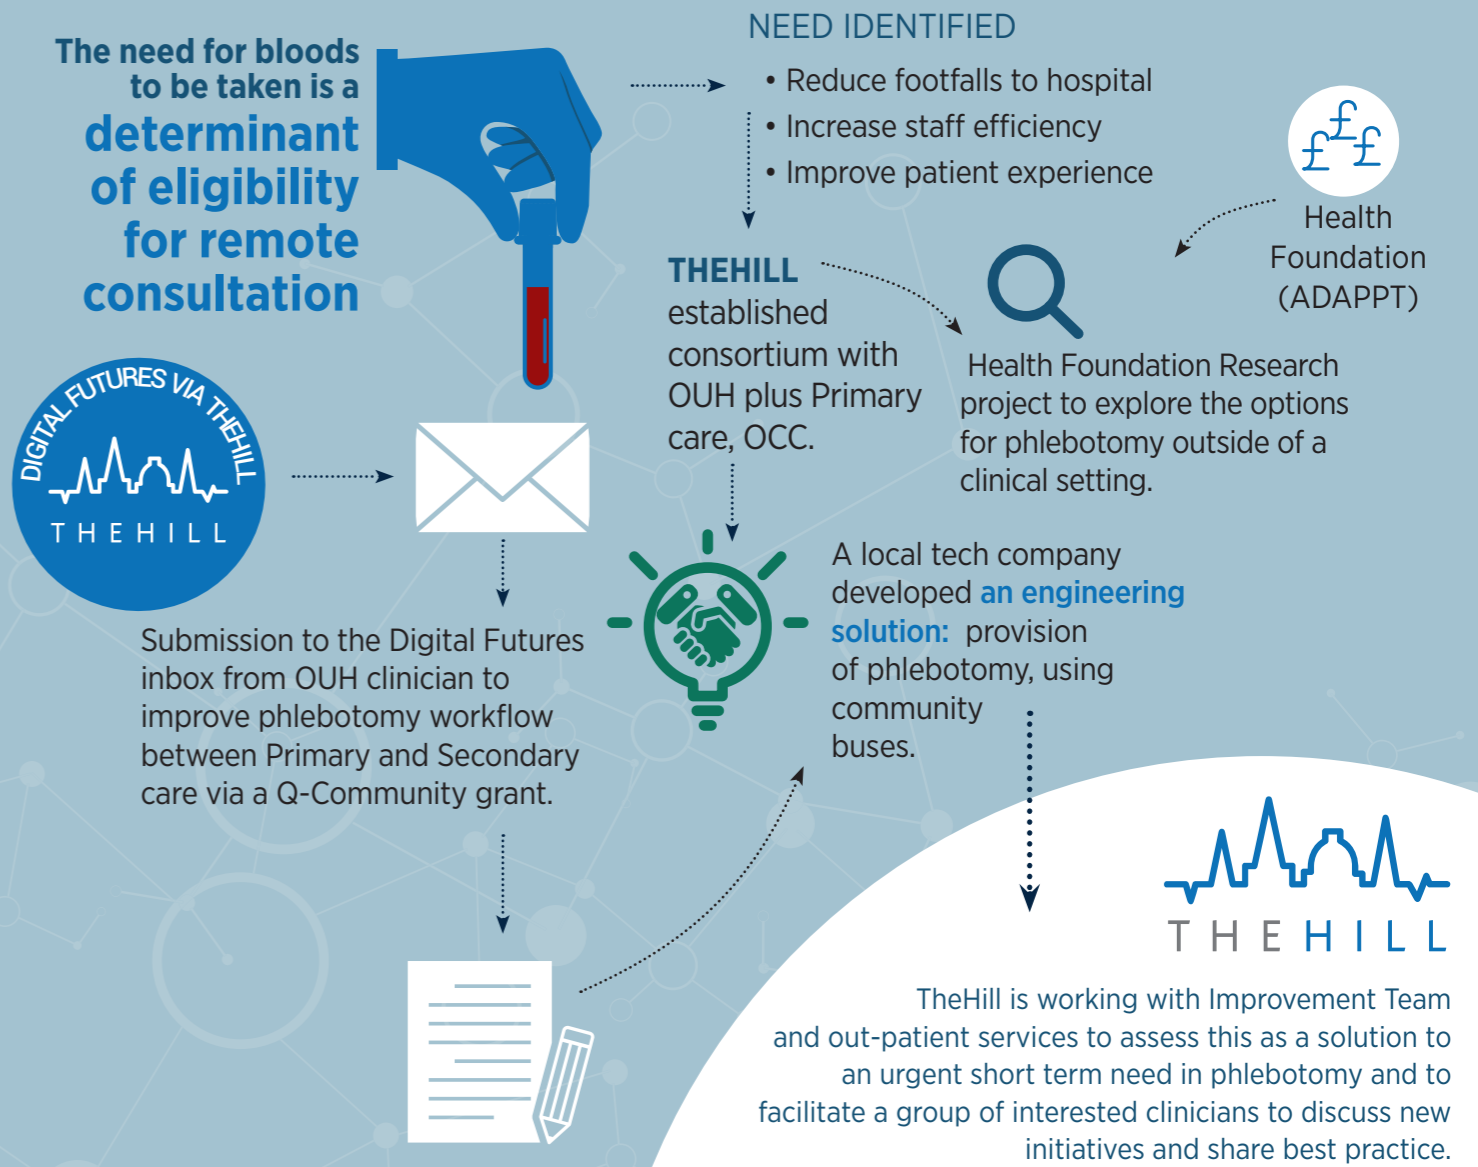 The need for bloods
to be taken is a
determinant
of eligibility
for remote
consultation
NEED IDENTIFIED
• Reduce footfalls to hospital
• Increase staff efficiency
• Improve patient experience
£££
Health
Foundation
(ADAPPT)
THEHILL
established
consortium with
OUH plus Primary
care, OCC.
Health Foundation Research
project to explore the options
for phlebotomy outside of a
clinical setting.
DIGITAL FUTURES VIA THEHILL
THEHILL
Submission to the Digital Futures
inbox from OUH clinician to
improve phlebotomy workflow
between Primary and Secondary
care via a Q-Community grant.
A local tech company
developed an engineering
solution: provision
of phlebotomy, using
community
buses.
THEHILL
TheHill is working with Improvement Team
and out-patient services to assess this as a solution to
an urgent short term need in phlebotomy and to
facilitate a group of interested clinicians to discuss new
initiatives and share best practice.